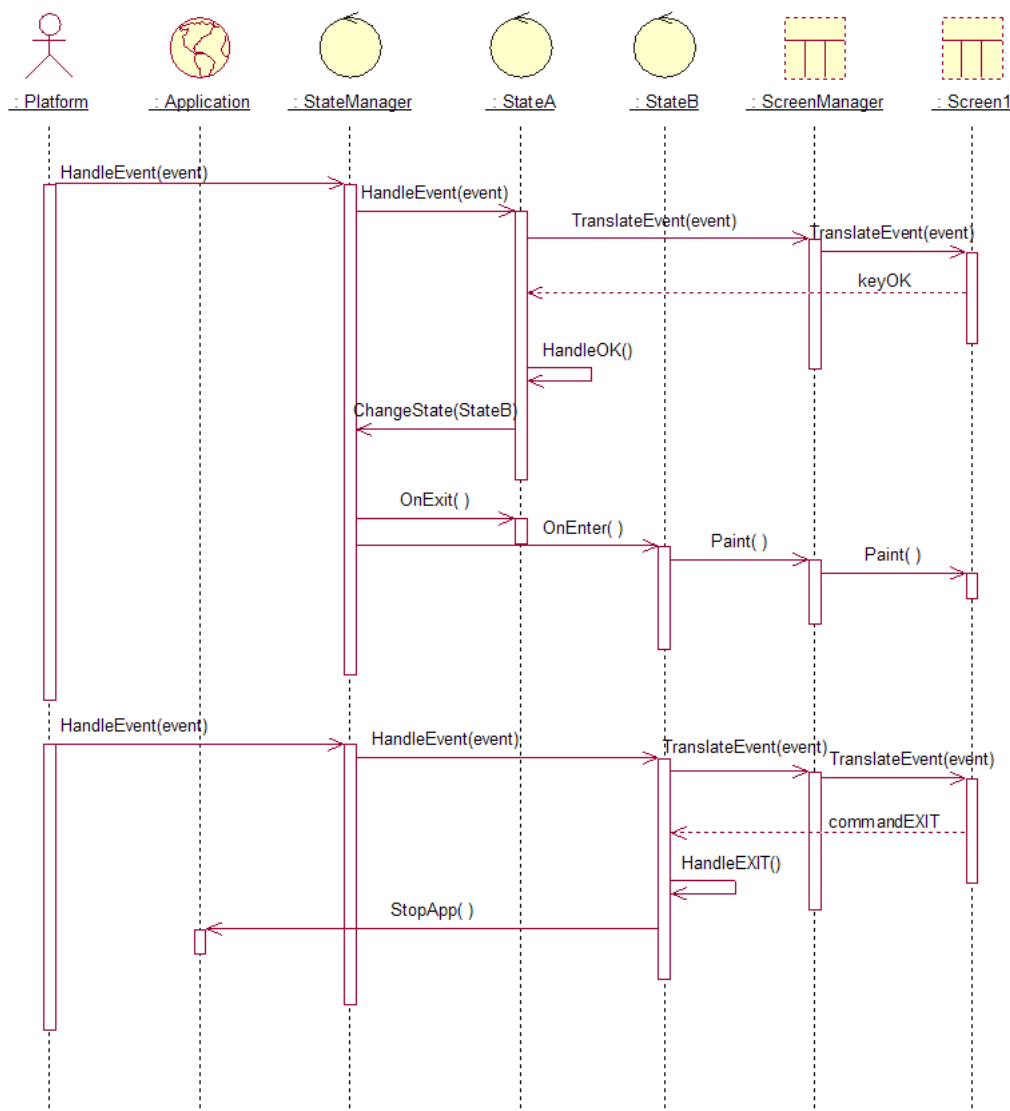 : Platform
: Application
: StateManager
: StateA
: StateB
: ScreenManager
: Screen1
HandleEvent(event)
HandleEvent(event)
TranslateEvent(event)
TranslateEvent(event)
keyOK
HandleOK()
ChangeState(StateB)
OnExit( )
OnEnter( )
Paint( )
Paint( )
HandleEvent(event)
HandleEvent(event)
TranslateEvent(event)
TranslateEvent(event)
commandEXIT
HandleEXIT()
StopApp( )